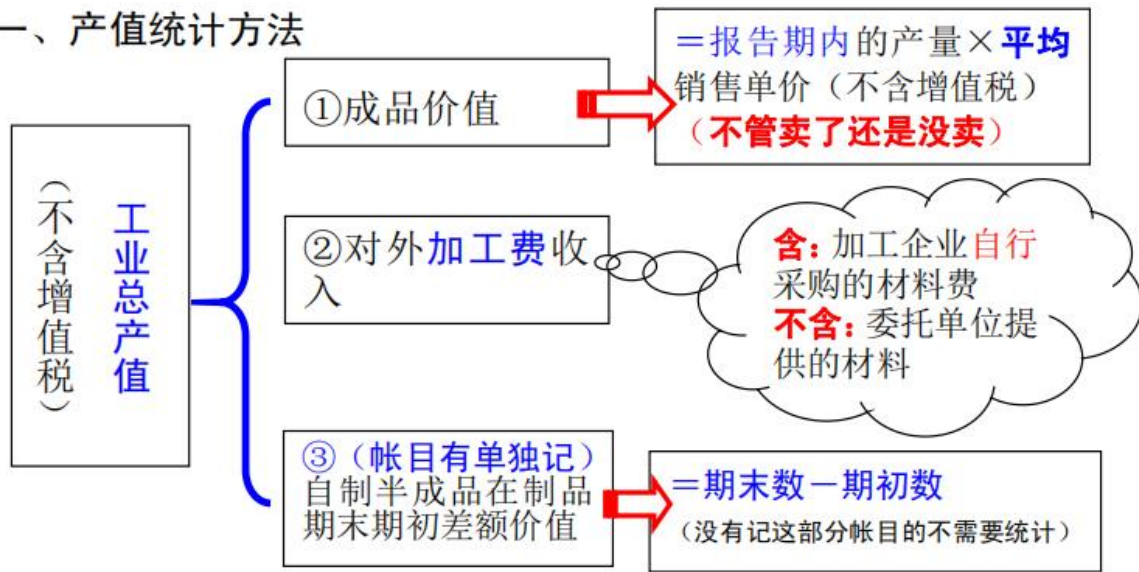 一、产值统计方法
工业总产值
（不含增值税）
①成品价值
＝报告期内的产量×平均
销售单价（不含增值税）
（不管卖了还是没卖）
②对外加工费收
入
含：加工企业自行
采购的材料费
不含：委托单位提
供的材料
③（帐目有单独记）
自制半成品在制品
期末期初差额价值
＝期末数－期初数
（没有记这部分帐目的不需要统计）